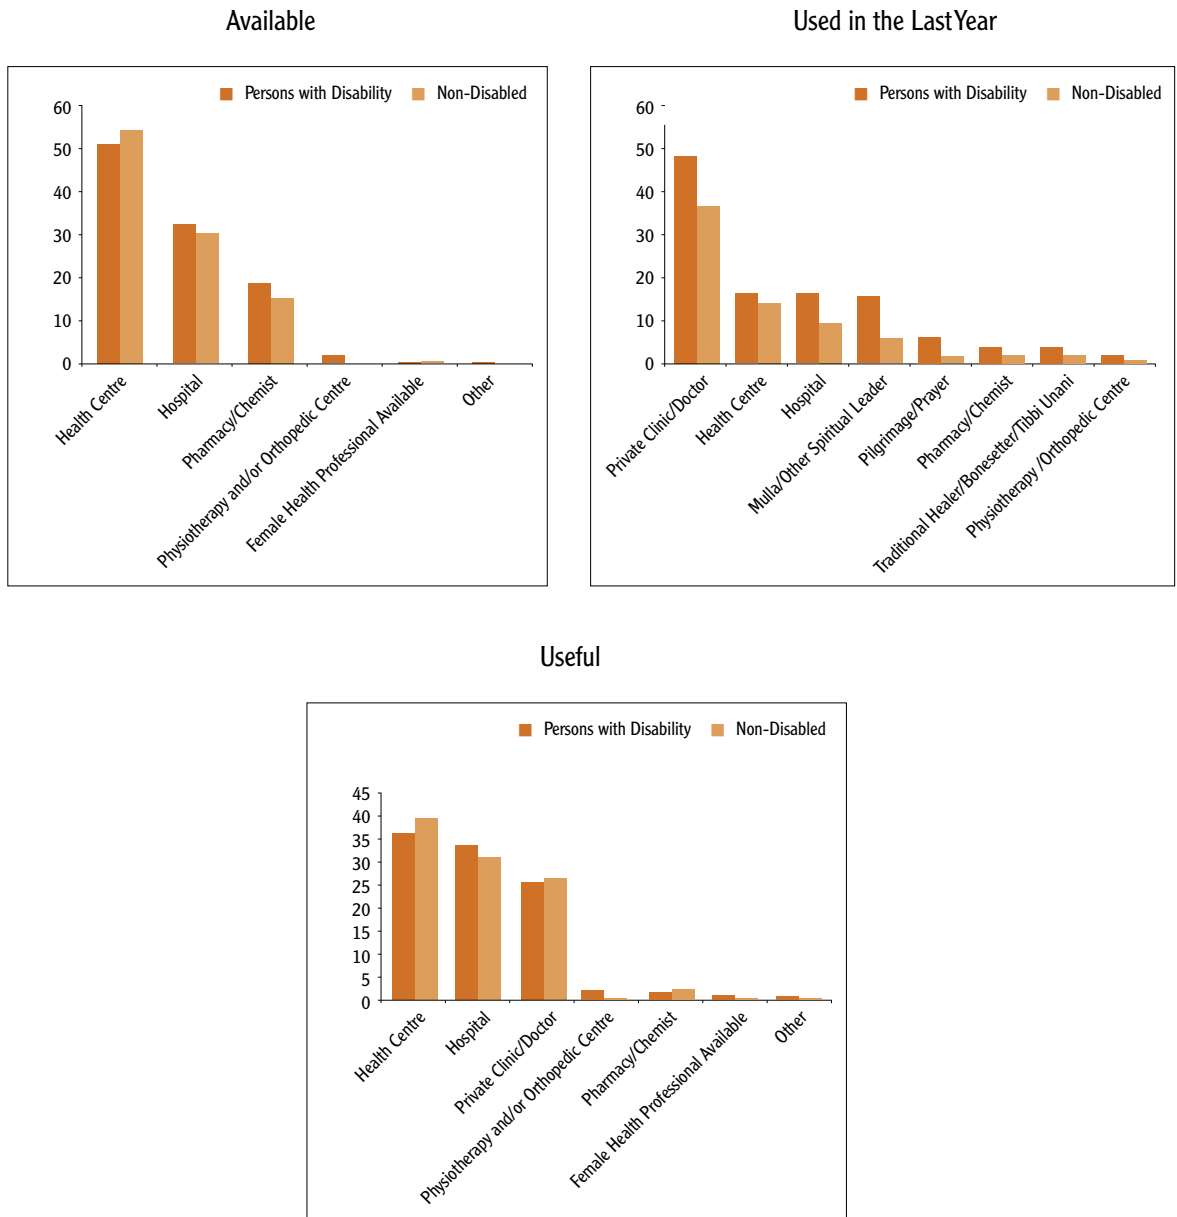 Available
Persons with Disability
Non-Disabled
60
50
40
30
20
10
0
Health Centre
Hospital
Pharmacy/Chemist
Physiotherapy and/or Orthopedic Centre
Female Health Professional Available
Other
Used in the Last Year
Persons with Disability
Non-Disabled
60
50
40
30
20
10
0
Private Clinic/Doctor
Health Centre
Hospital
Mulla/Other Spiritual Leader
Pilgrimage/Prayer
Pharmacy/Chemist
Traditional Healer/Bonesetter/Tibbi Unani
Physiotherapy /Orthopedic Centre
Useful
Persons with Disability
Non-Disabled
45
40
35
30
25
20
15
10
5
0
Health Centre
Hospital
Private Clinic/Doctor
Physiotherapy and/or Orthopedic Centre
Pharmacy/Chemist
Female Health Professional Available
Other